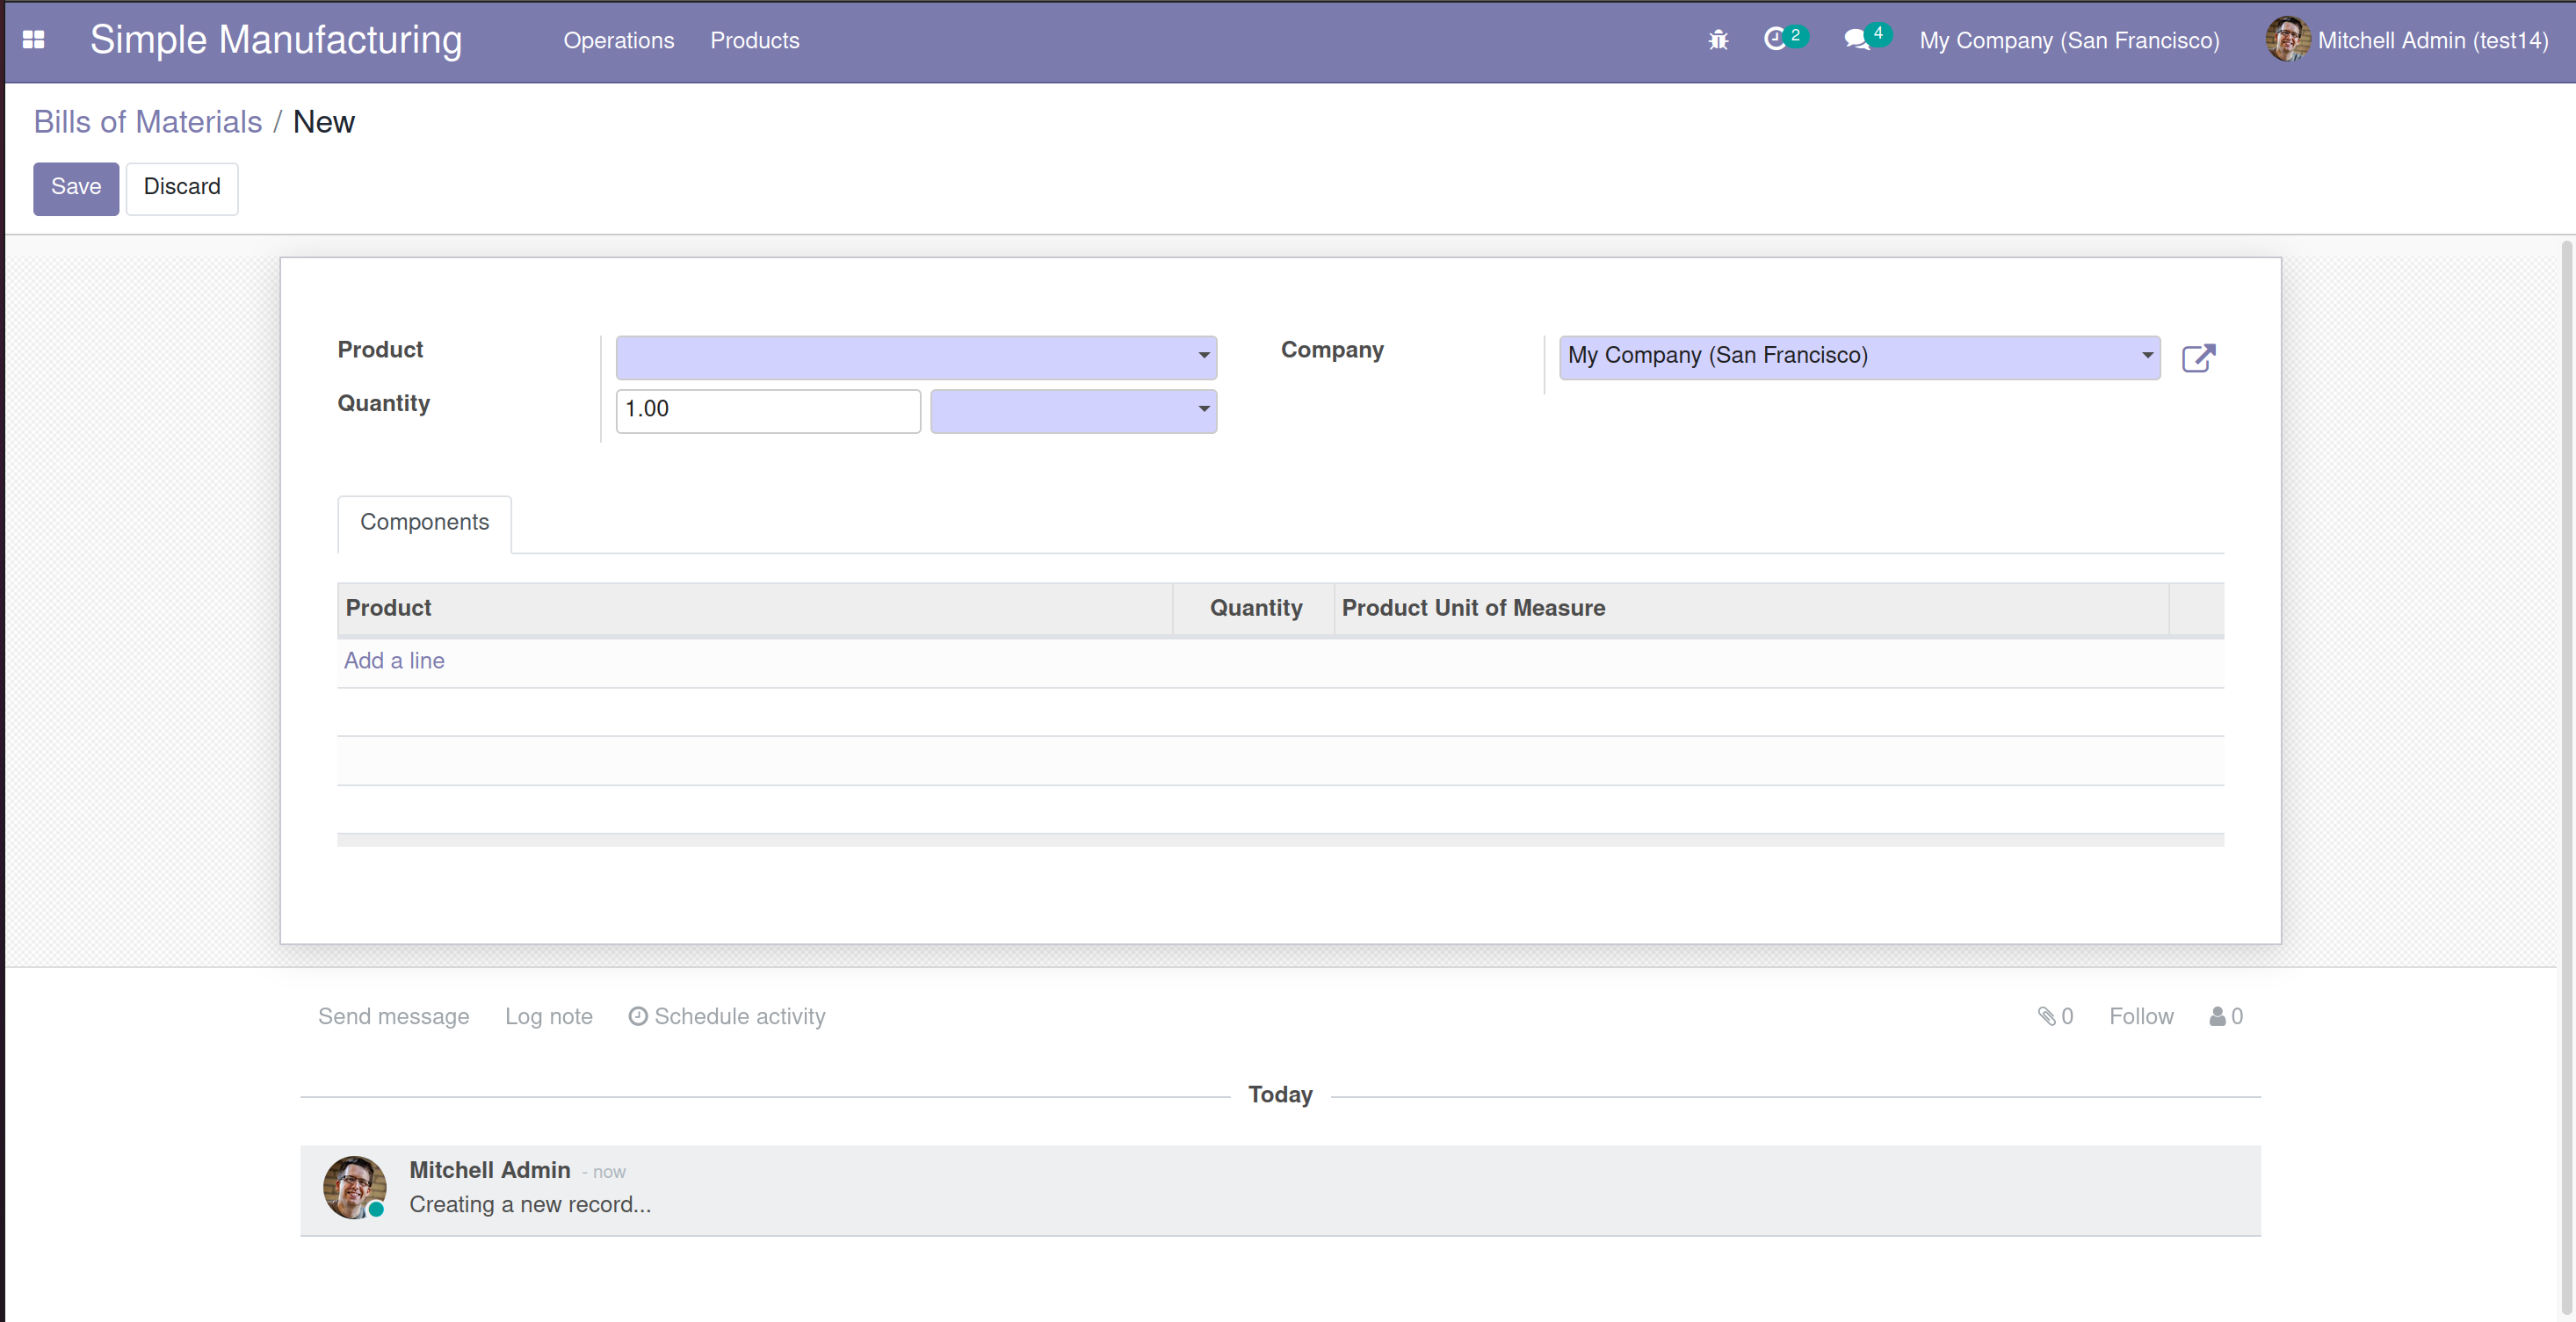 Simple Manufacturing Operations Products 2 4 My Company (San Francisco) Mitchell Admin (test14)
Bills of Materials / New
Save Discard
Product Company My Company (San Francisco)
Quantity 1.00
Components
Product Quantity Product Unit of Measure
Add a line
Send message Log note Schedule activity 0 Follow 0
Today
Mitchell Admin - now
Creating a new record...